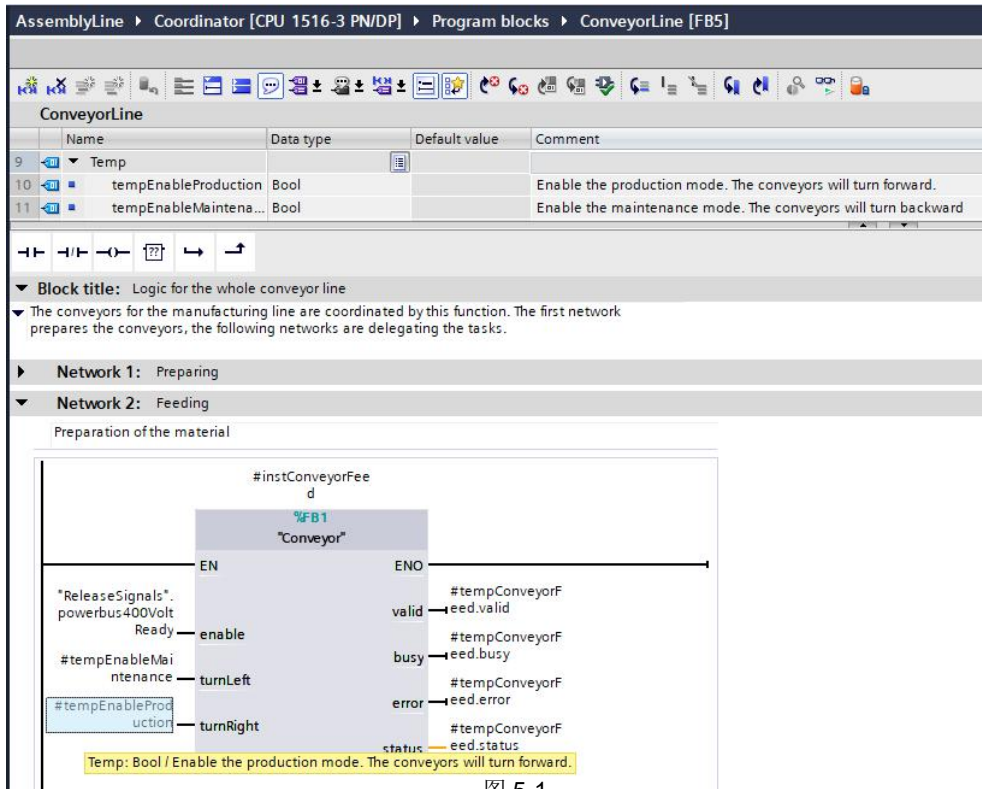 AssemblyLine ▸ Coordinator [CPU 1516-3 PN/DP] ▸ Program blocks ▸ ConveyorLine [FB5]
ConveyorLine
Name Data type Default value Comment
9 Temp
10 tempEnableProduction Bool Enable the production mode. The conveyors will turn forward.
11 tempEnableMaintena... Bool Enable the maintenance mode. The conveyors will turn backward
??
Block title: Logic for the whole conveyor line
The conveyors for the manufacturing line are coordinated by this function. The first network
prepares the conveyors, the following networks are delegating the tasks.
Network 1: Preparing
Network 2: Feeding
Preparation of the material
#instConveyorFee
d
%FB1
"Conveyor"
EN ENO
"ReleaseSignals".
powerbus400Volt
Ready enable
#tempEnableMai
ntenance turnLeft
#tempEnableProd
uction turnRight
#tempConveyorF
valid eed.valid
#tempConveyorF
busy eed.busy
#tempConveyorF
error eed.error
#tempConveyorF
status eed.status
Temp: Bool / Enable the production mode. The conveyors will turn forward.
图 5-1